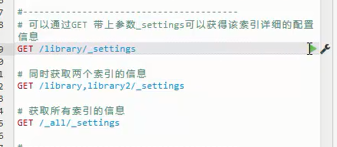 #----------------------------------------
# 可以通过GET 带上参数_settings可以获得该索引详细的配置
信息
GET /library/_settings
# 同时获取两个索引的信息
GET /library,library2/_settings
# 获取所有索引的信息
GET /_all/_settings